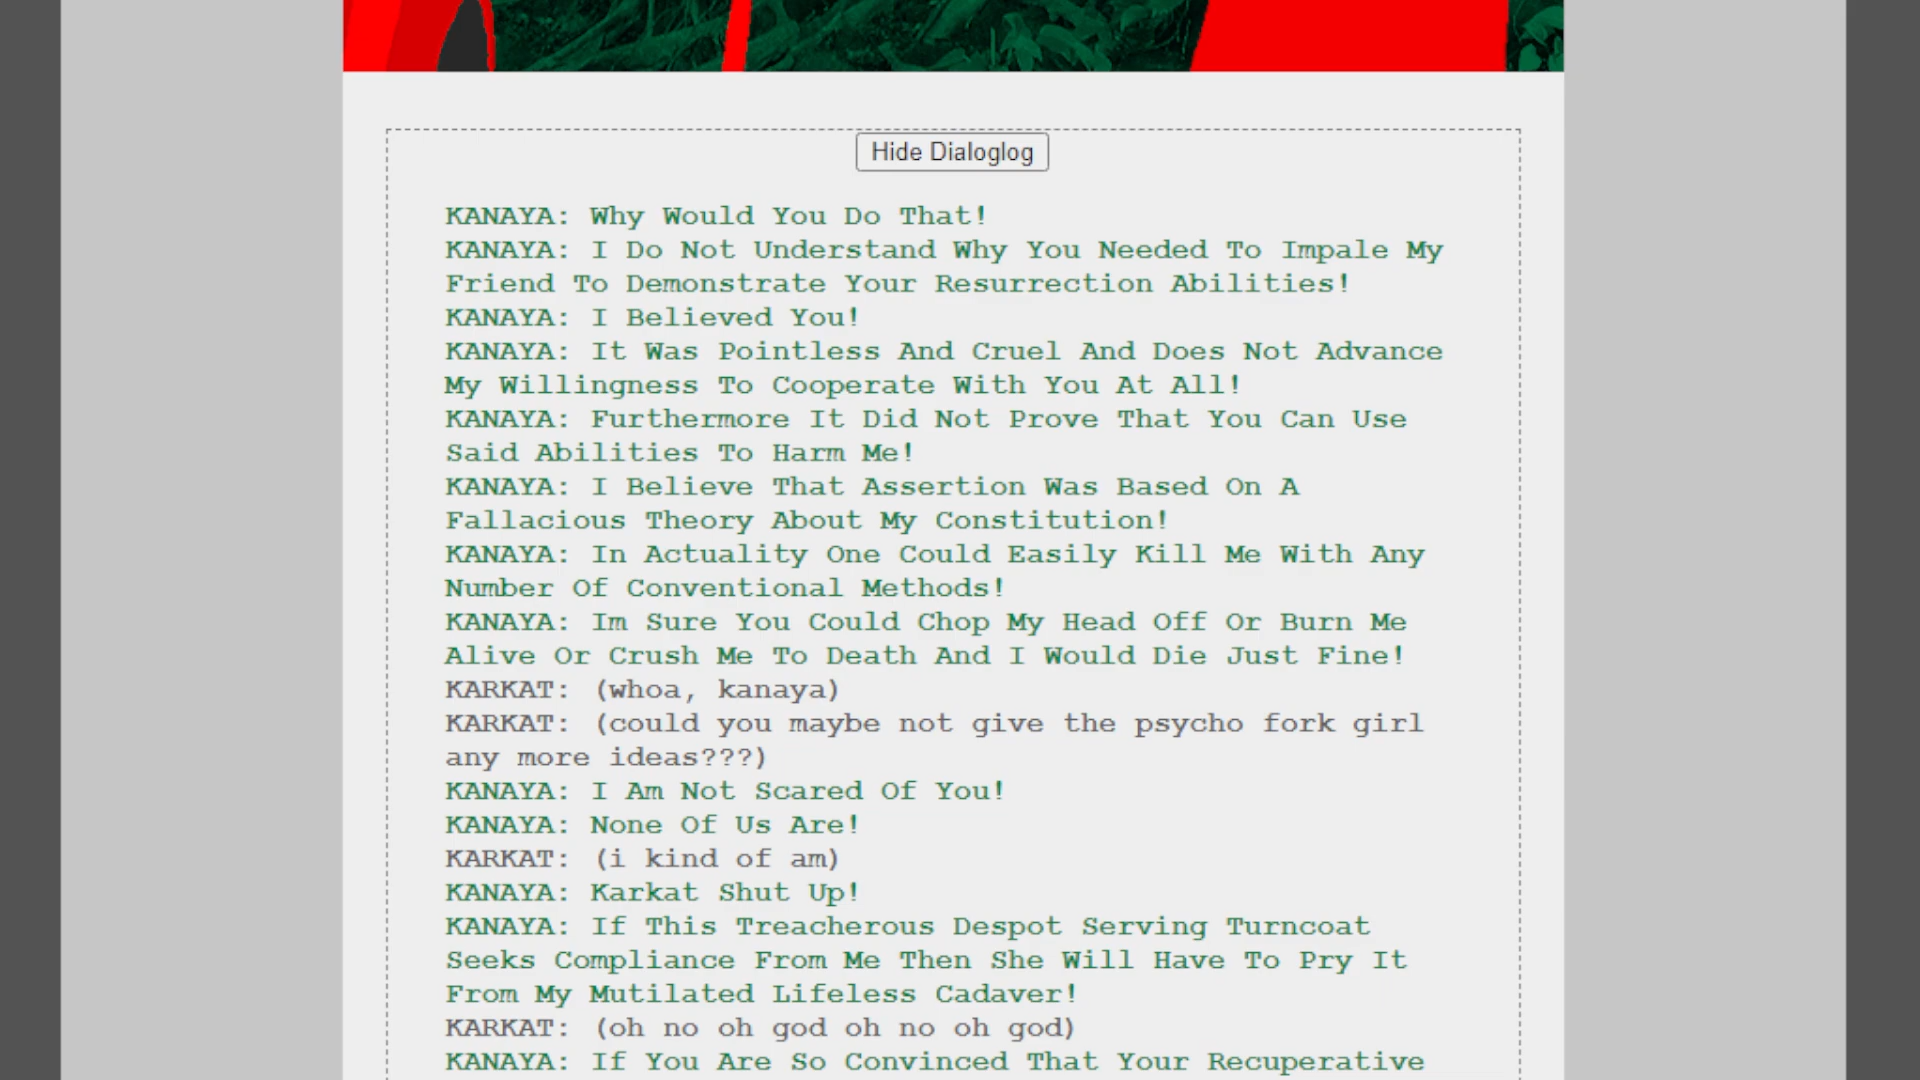 Hide Dialoglog
KANAYA: Why Would You Do That!
KANAYA: I Do Not Understand Why You Needed To Impale My
Friend To Demonstrate Your Resurrection Abilities!
KANAYA: I Believed You!
KANAYA: It Was Pointless And Cruel And Does Not Advance
My Willingness To Cooperate With You At All!
KANAYA: Furthermore It Did Not Prove That You Can Use
Said Abilities To Harm Me!
KANAYA: I Believe That Assertion Was Based On A
Fallacious Theory About My Constitution!
KANAYA: In Actuality One Could Easily Kill Me With Any
Number Of Conventional Methods!
KANAYA: Im Sure You Could Chop My Head Off Or Burn Me
Alive Or Crush Me To Death And I Would Die Just Fine!
KARKAT: (whoa, kanaya)
KARKAT: (could you maybe not give the psycho fork girl
any more ideas???)
KANAYA: I Am Not Scared Of You!
KANAYA: None Of Us Are!
KARKAT: (i kind of am)
KANAYA: Karkat Shut Up!
KANAYA: If This Treacherous Despot Serving Turncoat
Seeks Compliance From Me Then She Will Have To Pry It
From My Mutilated Lifeless Cadaver!
KARKAT: (oh no oh god oh no oh god)
KANAYA: If You Are So Convinced That Your Recuperative